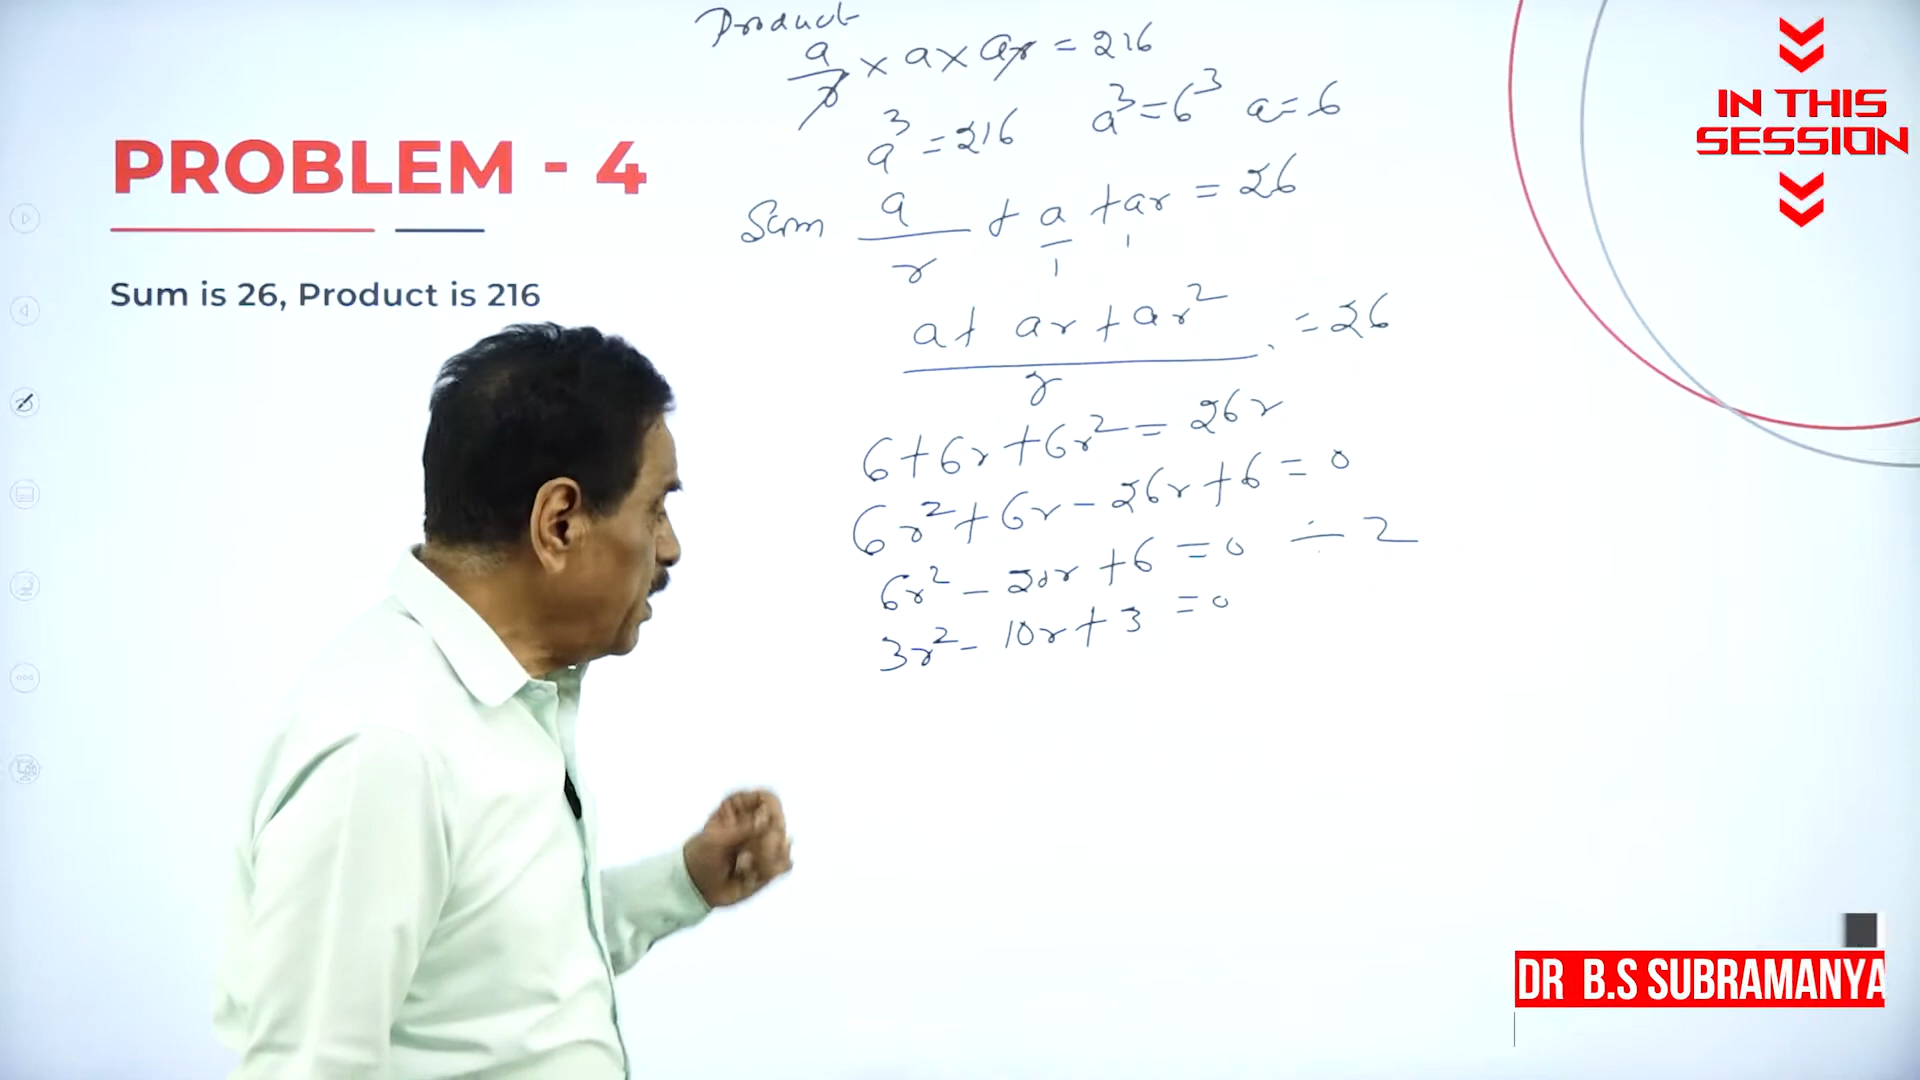 PROBLEM - 4
Sum is 26, Product is 216
Product
a/r × a × ar = 216
a³ = 216 a³ = 6³ a = 6
Sum a/r + a/1 + ar/1 = 26
a + ar + ar² / r = 26
6 + 6r + 6r² = 26r
6r² + 6r - 26r + 6 = 0
6r² - 20r + 6 = 0 ÷ 2
3r² - 10r + 3 = 0
IN THIS
SESSION
DR B.S SUBRAMANYA